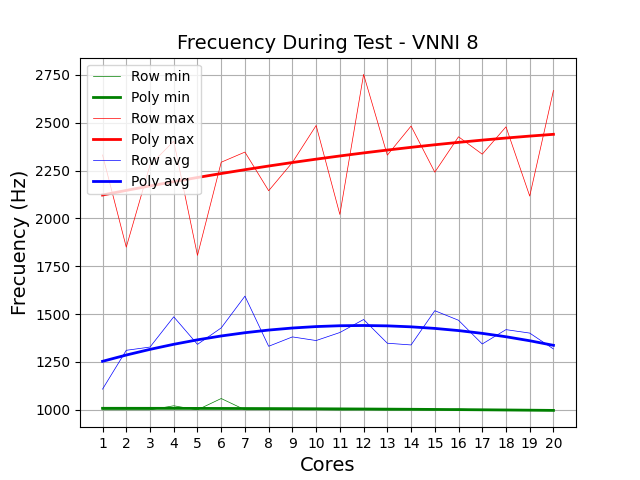 Frecuency During Test - VNNI 8
Frecuency (Hz)
2750
2500
2250
2000
1750
1500
1250
1000
Row min
Poly min
Row max
Poly max
Row avg
Poly avg
1 2 3 4 5 6 7 8 9 10 11 12 13 14 15 16 17 18 19 20
Cores